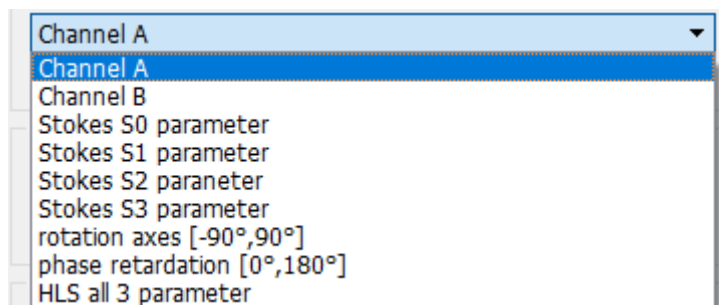 Channel A
Channel A
Channel B
Stokes S0 parameter
Stokes S1 parameter
Stokes S2 paraneter
Stokes S3 parameter
rotation axes [-90°,90°]
phase retardation [0°,180°]
HLS all 3 parameter